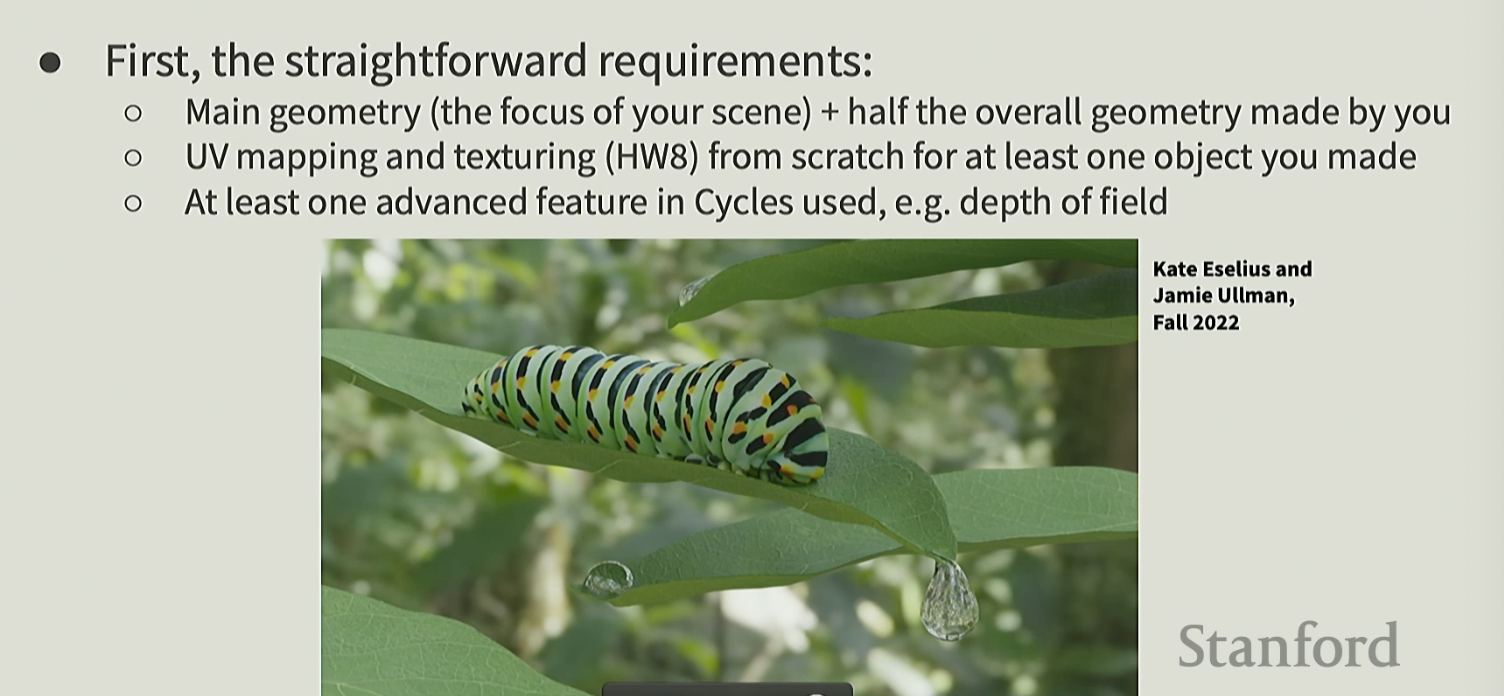 ● First, the straightforward requirements:
○ Main geometry (the focus of your scene) + half the overall geometry made by you
○ UV mapping and texturing (HW8) from scratch for at least one object you made
○ At least one advanced feature in Cycles used, e.g. depth of field
Kate Eselius and
Jamie Ullman,
Fall 2022
Stanford